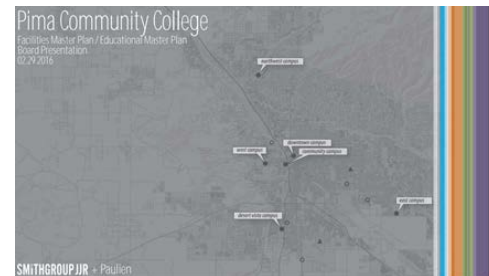 Pima Community College
Facilities Master Plan / Educational Master Plan
Board Presentation
02.29.2016
northwest campus
downtown campus
west campus
community campus
east campus
desert vista campus
SMiTHGROUP JJR + Paulien